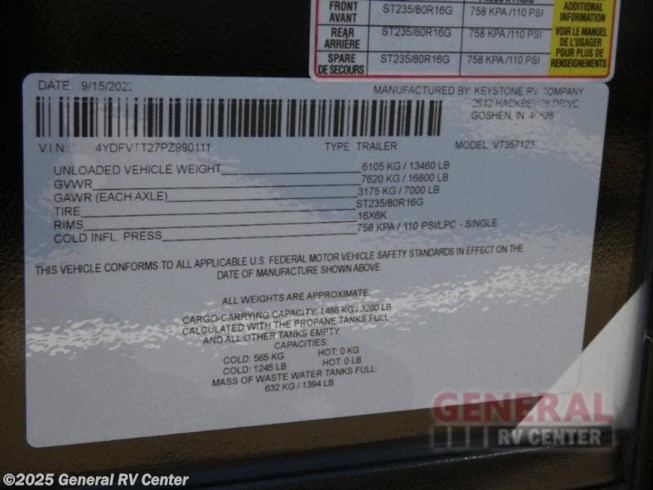 FRONT AVANT ST235/80R16G 758 KPA /110 PSI
REAR ARRIÈRE ST235/80R16G 758 KPA /110 PSI
SPARE DE SECOURS ST235/80R16G 758 KPA /110 PSI
ADDITIONAL
INFORMATION
VOIR LE MANUEL
DE L'USAGER
POUR PLUS DE
RENSEIGNEMENTS
DATE: 9/15/202
MANUFACTURED BY: KEYSTONE RV COMPANY
DRIVE
GOSHEN, IN
V.I.N.: TYPE: TRAILER MODEL: VT357123
UNLOADED VEHICLE WEIGHT 6105 KG / 13460 LB
GVWR 7620 KG / 16800 LB
GAWR (EACH AXLE) 3175 KG / 7000 LB
TIRE ST235/80R16G
RIMS 16X6K
COLD INFL. PRESS 758 KPA / 110 PSI/LPC - SINGLE
THIS VEHICLE CONFORMS TO ALL APPLICABLE U.S. FEDERAL MOTOR VEHICLE SAFETY STANDARDS IN EFFECT ON THE
DATE OF MANUFACTURE SHOWN ABOVE
ALL WEIGHTS ARE APPROXIMATE.
CARGO-CARRYING CAPACITY: 1488 KG / 3280 LB
CALCULATED WITH THE PROPANE TANKS FULL
AND ALL OTHER TANKS EMPTY.
CAPACITIES:
COLD: 565 KG HOT: 0 KG
COLD: 1245 LB HOT: 0 LB
MASS OF WASTE WATER TANKS FULL:
632 KG / 1394 LB
GENERAL
RV CENTER
©2025 General RV Center